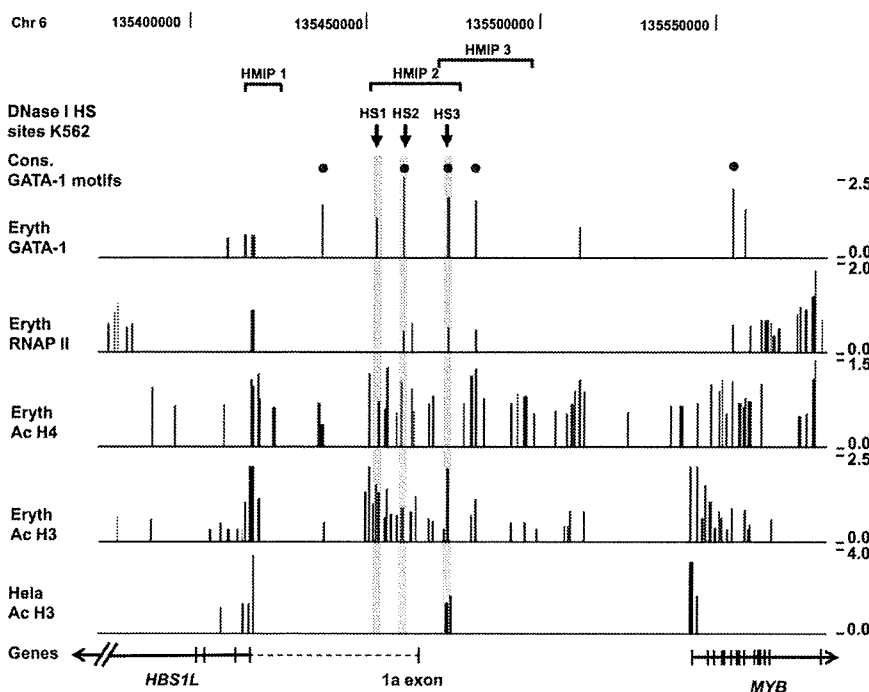 Chr 6 135400000 135450000 135500000 135550000
HMIP 3
HMIP 1 HMIP 2
DNase I HS
sites K562
HS1 HS2 HS3
Cons.
GATA-1 motifs
2.5
Eryth
GATA-1
0.0
2.0
Eryth
RNAP II
0.0
1.5
Eryth
Ac H4
0.0
2.5
Eryth
Ac H3
0.0
4.0
Hela
Ac H3
0.0
Genes
HBS1L 1a exon MYB